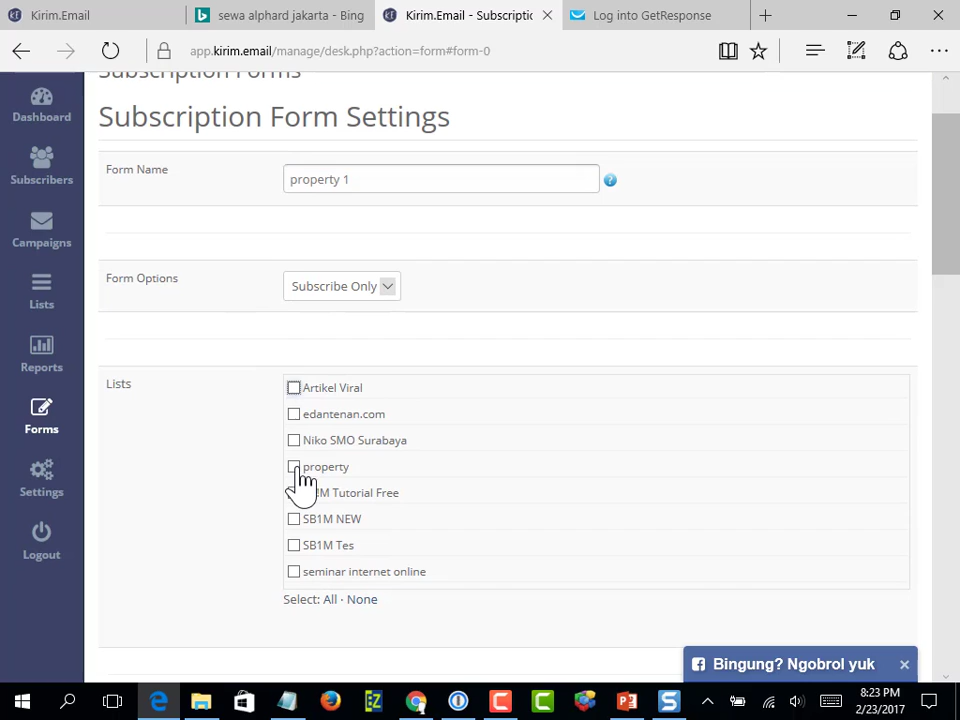 Kirim.Email
sewa alphard jakarta - Bing
Kirim.Email - Subscriptic
Log into GetResponse
app.kirim.email/manage/desk.php?action=form#form-0
Subscription Forms
Subscription Form Settings
Dashboard
Subscribers
Campaigns
Lists
Reports
Forms
Settings
Logout
Form Name
property 1
Form Options
Subscribe Only
Lists
Artikel Viral
edantenan.com
Niko SMO Surabaya
property
M Tutorial Free
SB1M NEW
SB1M Tes
seminar internet online
Select: All · None
Bingung? Ngobrol yuk
8:23 PM
2/23/2017